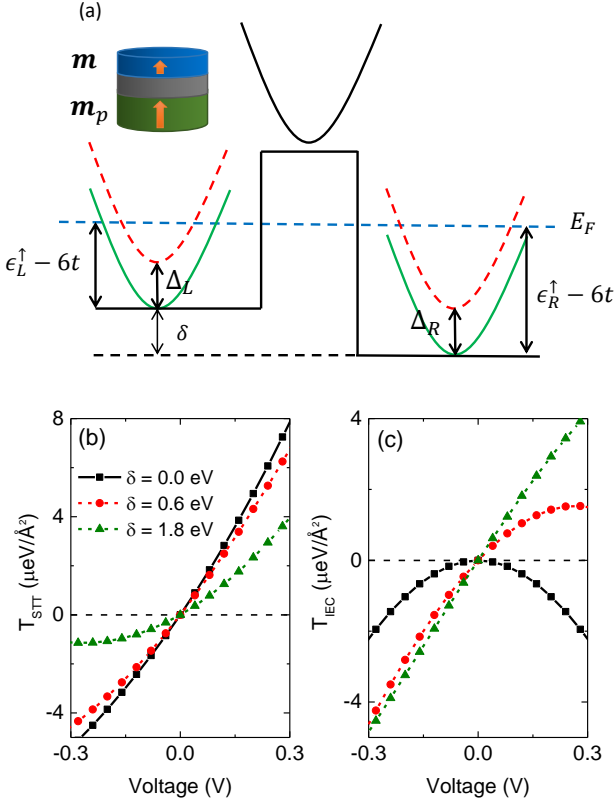 (a)
m
m_p
E_F
ϵ_L^↑ − 6t
Δ_L
δ
Δ_R
ϵ_R^↑ − 6t
(b)
δ = 0.0 eV
δ = 0.6 eV
δ = 1.8 eV
8
4
0
-4
T_STT (μeV/Å²)
-0.3 0.0 0.3
Voltage (V)
(c)
4
0
-4
T_IEC (μeV/Å²)
-0.3 0.0 0.3
Voltage (V)